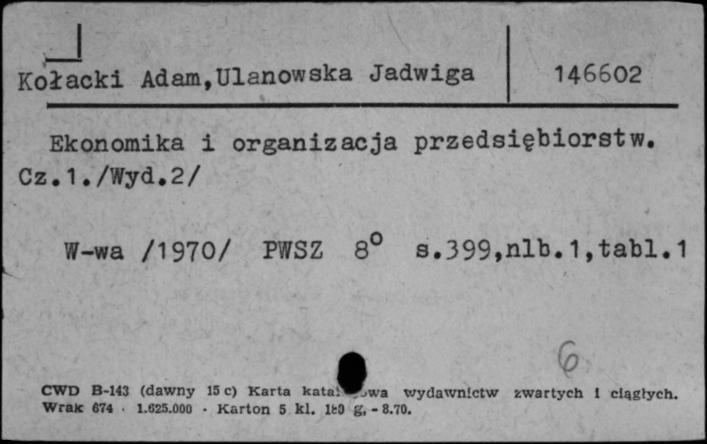 Kołacki Adam,Ulanowska Jadwiga 146602
Ekonomika i organizacja przedsiębiorstw.
Cz.1./Wyd.2/
W-wa /1970/ PWSZ 8° s.399,nlb.1,tabl.1
6
CWD B-143 (dawny 15 c) Karta wydawnictw zwartych i ciągłych.
Wrak 674 · 1.625.000 · Karton 5 kl. 180 g, - 8.70.